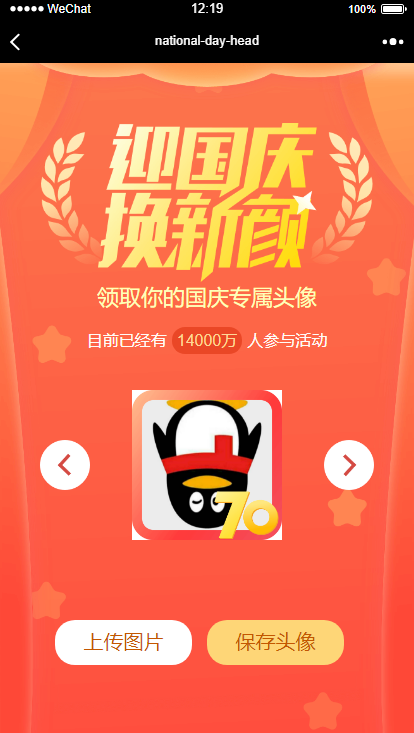 ●●●●● WeChat 12:19 100%
national-day-head
迎国庆
换新颜
领取你的国庆专属头像
目前已经有 14000万 人参与活动
70
上传图片 保存头像